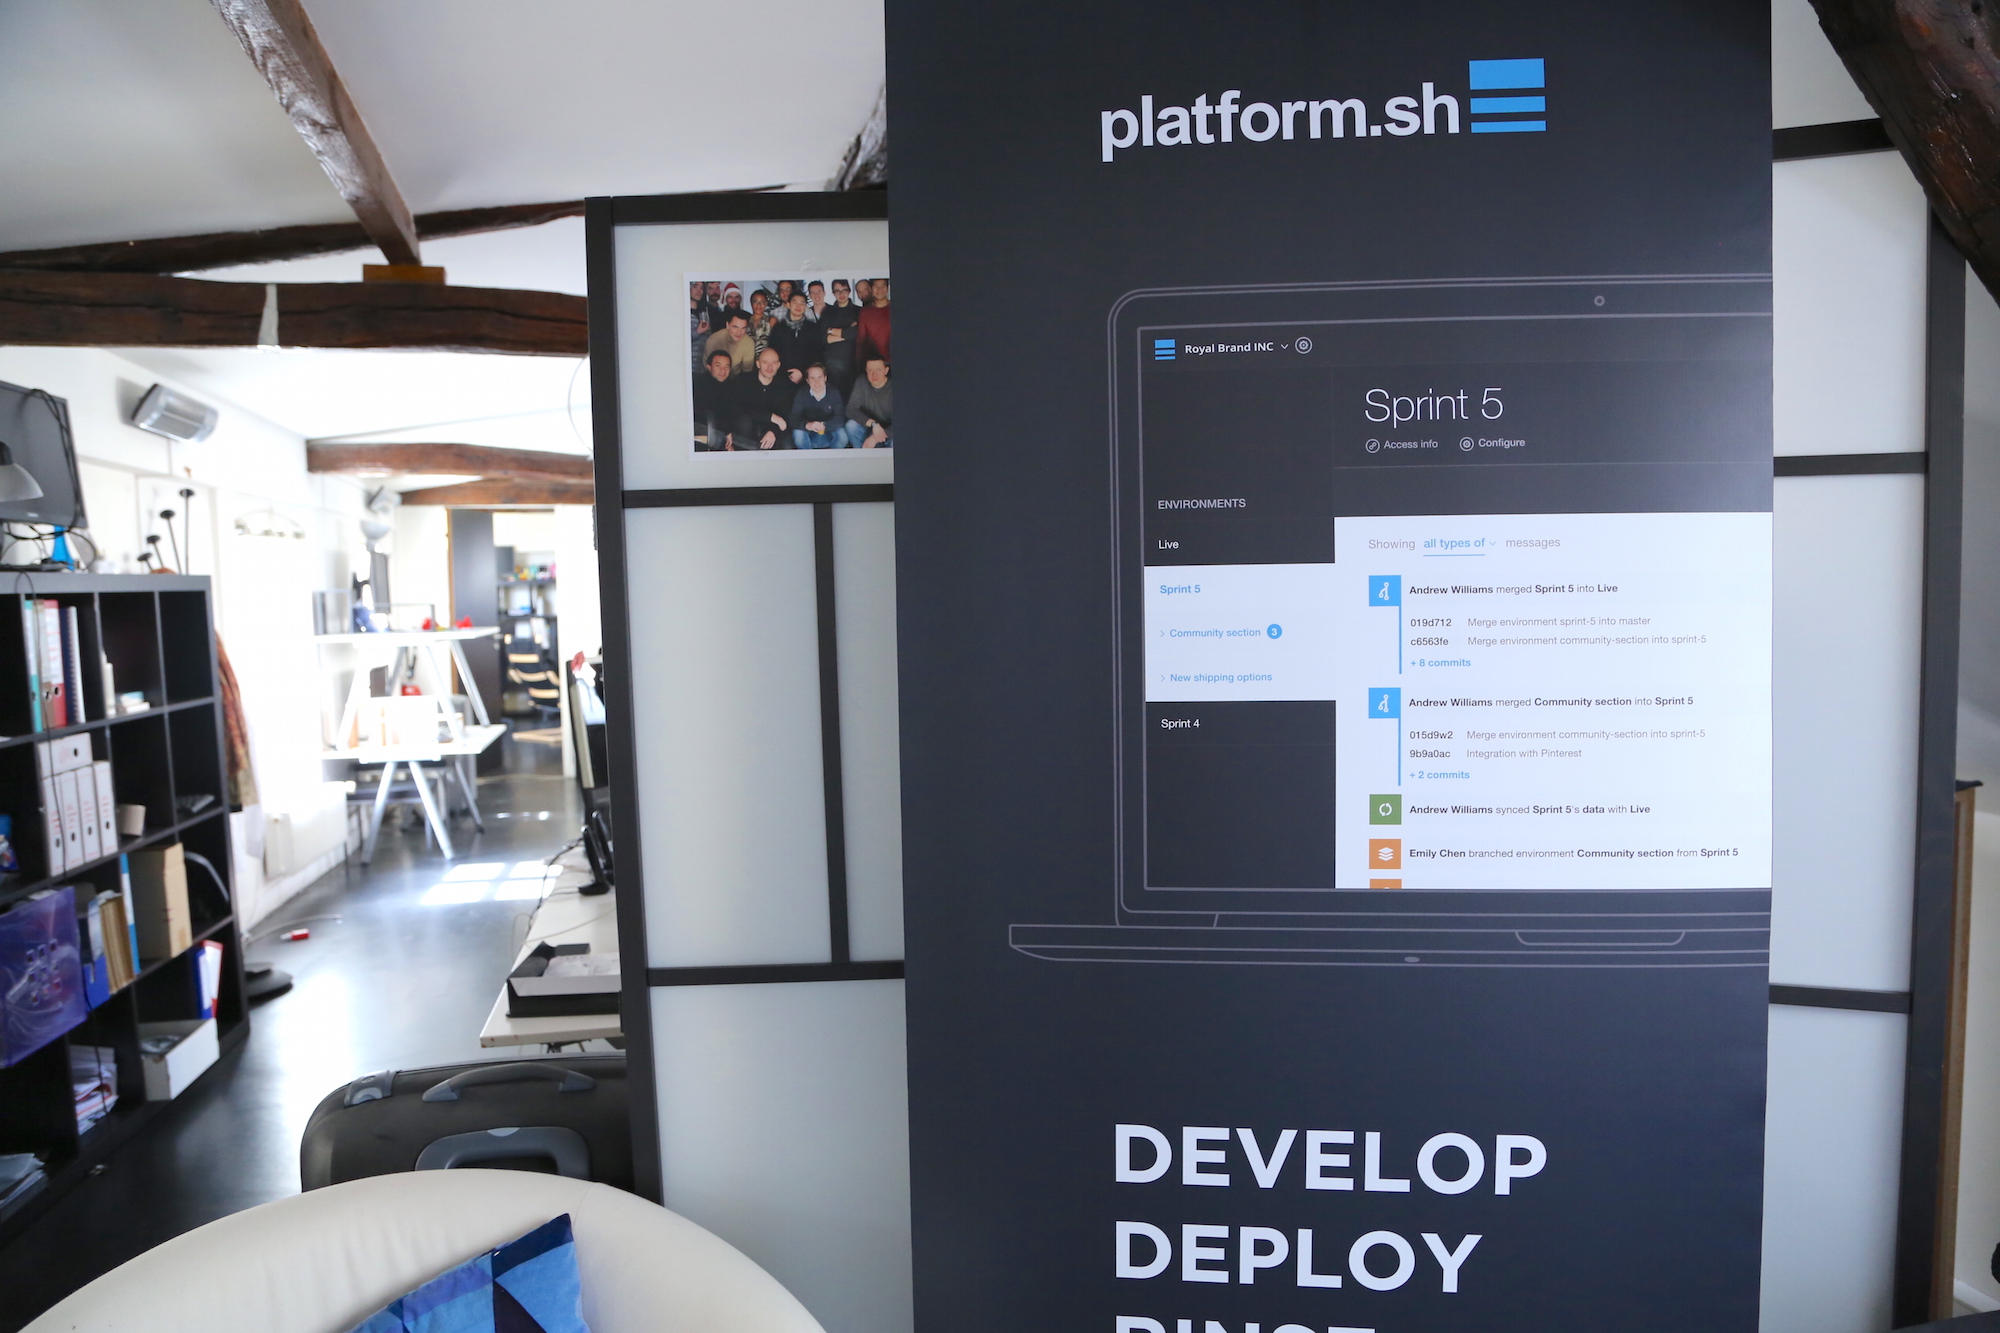 platform.sh
Royal Brand INC
Sprint 5
Access info Configure
ENVIRONMENTS
Live
Sprint 5
Community section 3
New shipping options
Sprint 4
Showing all types of messages
Andrew Williams merged Sprint 5 into Live
019d712 Merge environment sprint-5 into master
c6563fe Merge environment community-section into sprint-5
+ 8 commits
Andrew Williams merged Community section into Sprint 5
015d9w2 Merge environment community-section into sprint-5
9b9a0ac Integration with Pinterest
+ 2 commits
Andrew Williams synced Sprint 5's data with Live
Emily Chen branched environment Community section from Sprint 5
DEVELOP
DEPLOY